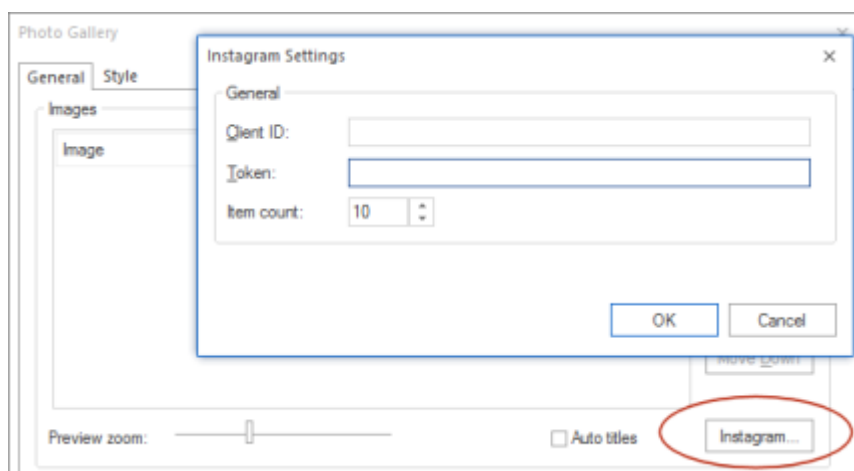 Photo Gallery
Instagram Settings
General
Style
General
Images
Client ID:
Image
Token:
Item count:
10
OK
Cancel
Move Down
Preview zoom:
Auto titles
Instagram...